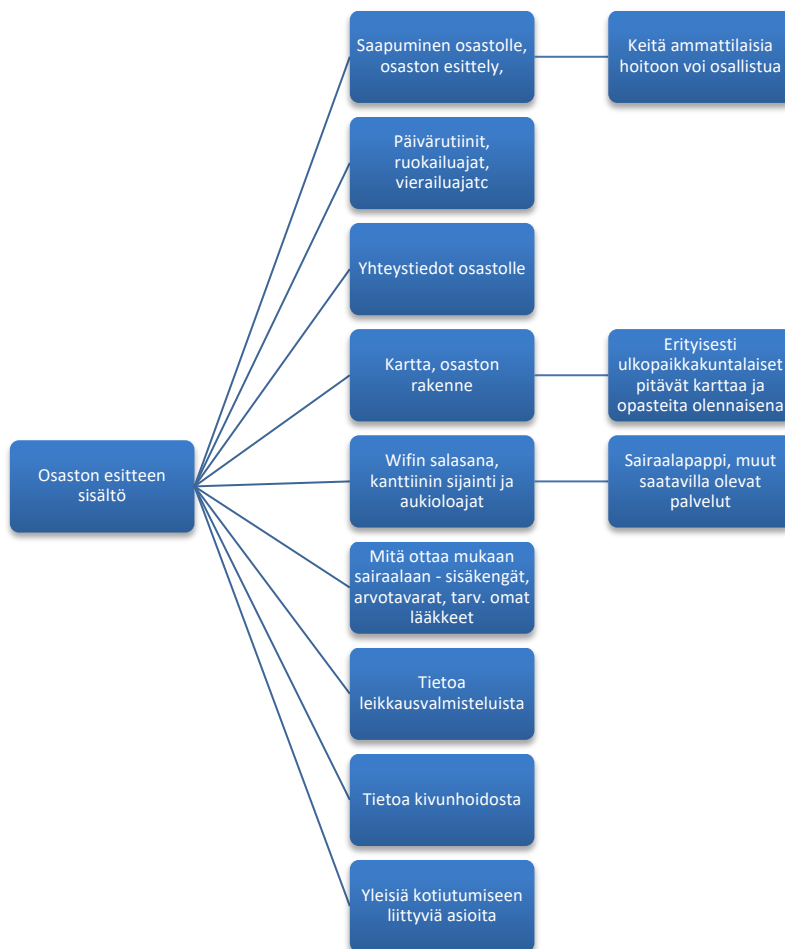 Saapuminen osastolle,
osaston esittely,
Keitä ammattilaisia
hoitoon voi osallistua
Päivärutiinit,
ruokailuajat,
vierailuajatc
Yhteystiedot osastolle
Kartta, osaston
rakenne
Erityisesti
ulkopaikkakuntalaiset
pitävät karttaa ja
opasteita olennaisena
Osaston esitteen
sisältö
Wifin salasana,
kanttiinin sijainti ja
aukioloajat
Sairaalapappi, muut
saatavilla olevat
palvelut
Mitä ottaa mukaan
sairaalaan - sisäkengät,
arvotavarat, tarv. omat
lääkkeet
Tietoa
leikkausvalmisteluista
Tietoa kivunhoidosta
Yleisiä kotiutumiseen
liittyviä asioita